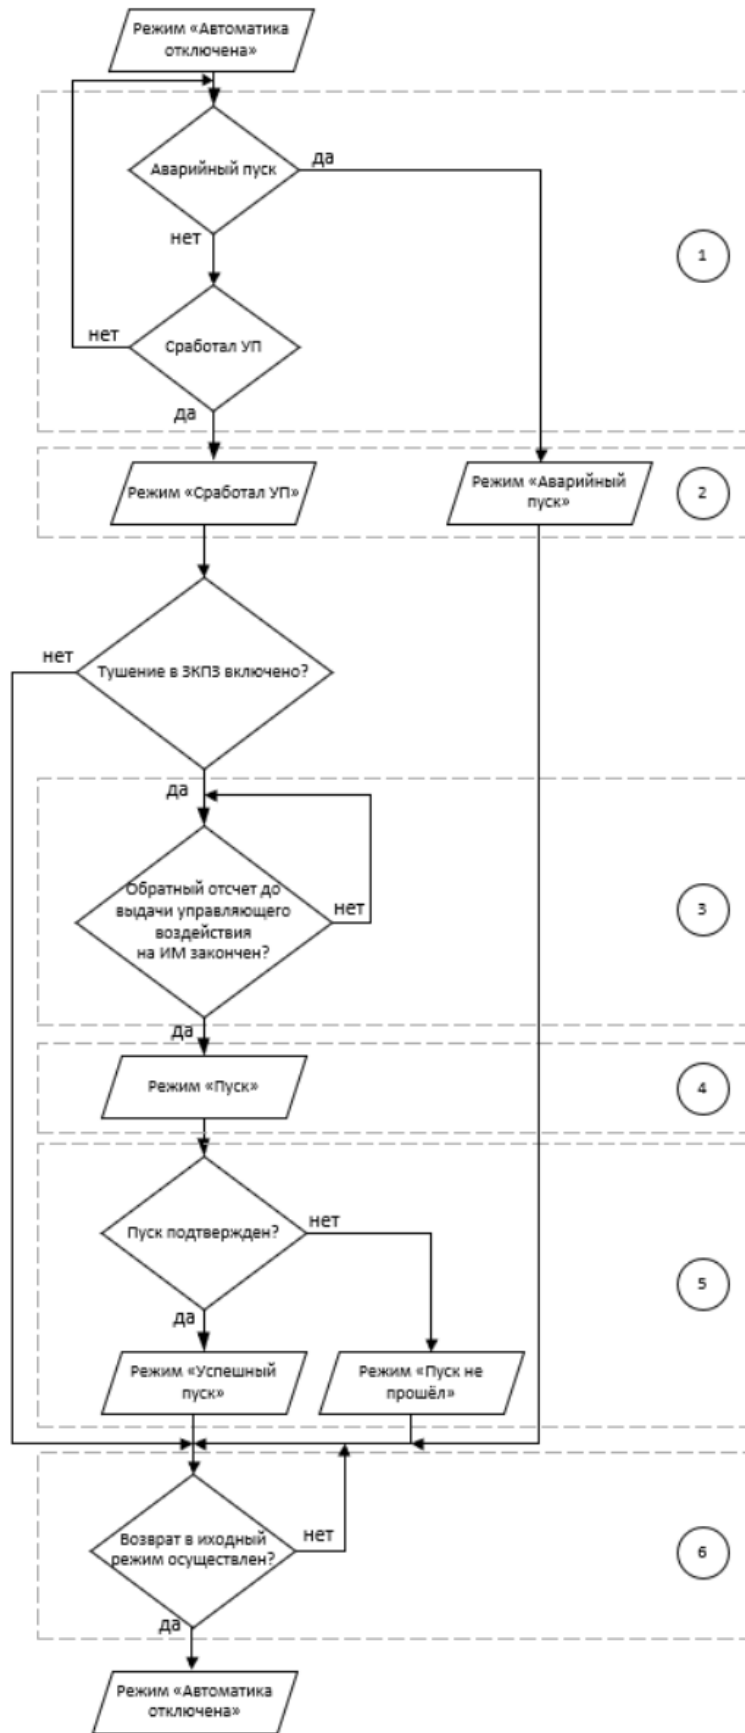 Режим «Автоматика
отключена»
Аварийный пуск
да
нет
1
Сработал УП
нет
да
Режим «Сработал УП»
Режим «Аварийный
пуск»
2
нет
Тушение в ЗКПЗ включено?
да
Обратный отсчет до
выдачи управляющего
воздействия
на ИМ закончен?
нет
3
да
Режим «Пуск»
4
Пуск подтвержден?
нет
5
да
Режим «Успешный
пуск»
Режим «Пуск не
прошёл»
Возврат в иходный
режим осуществлен?
нет
6
да
Режим «Автоматика
отключена»